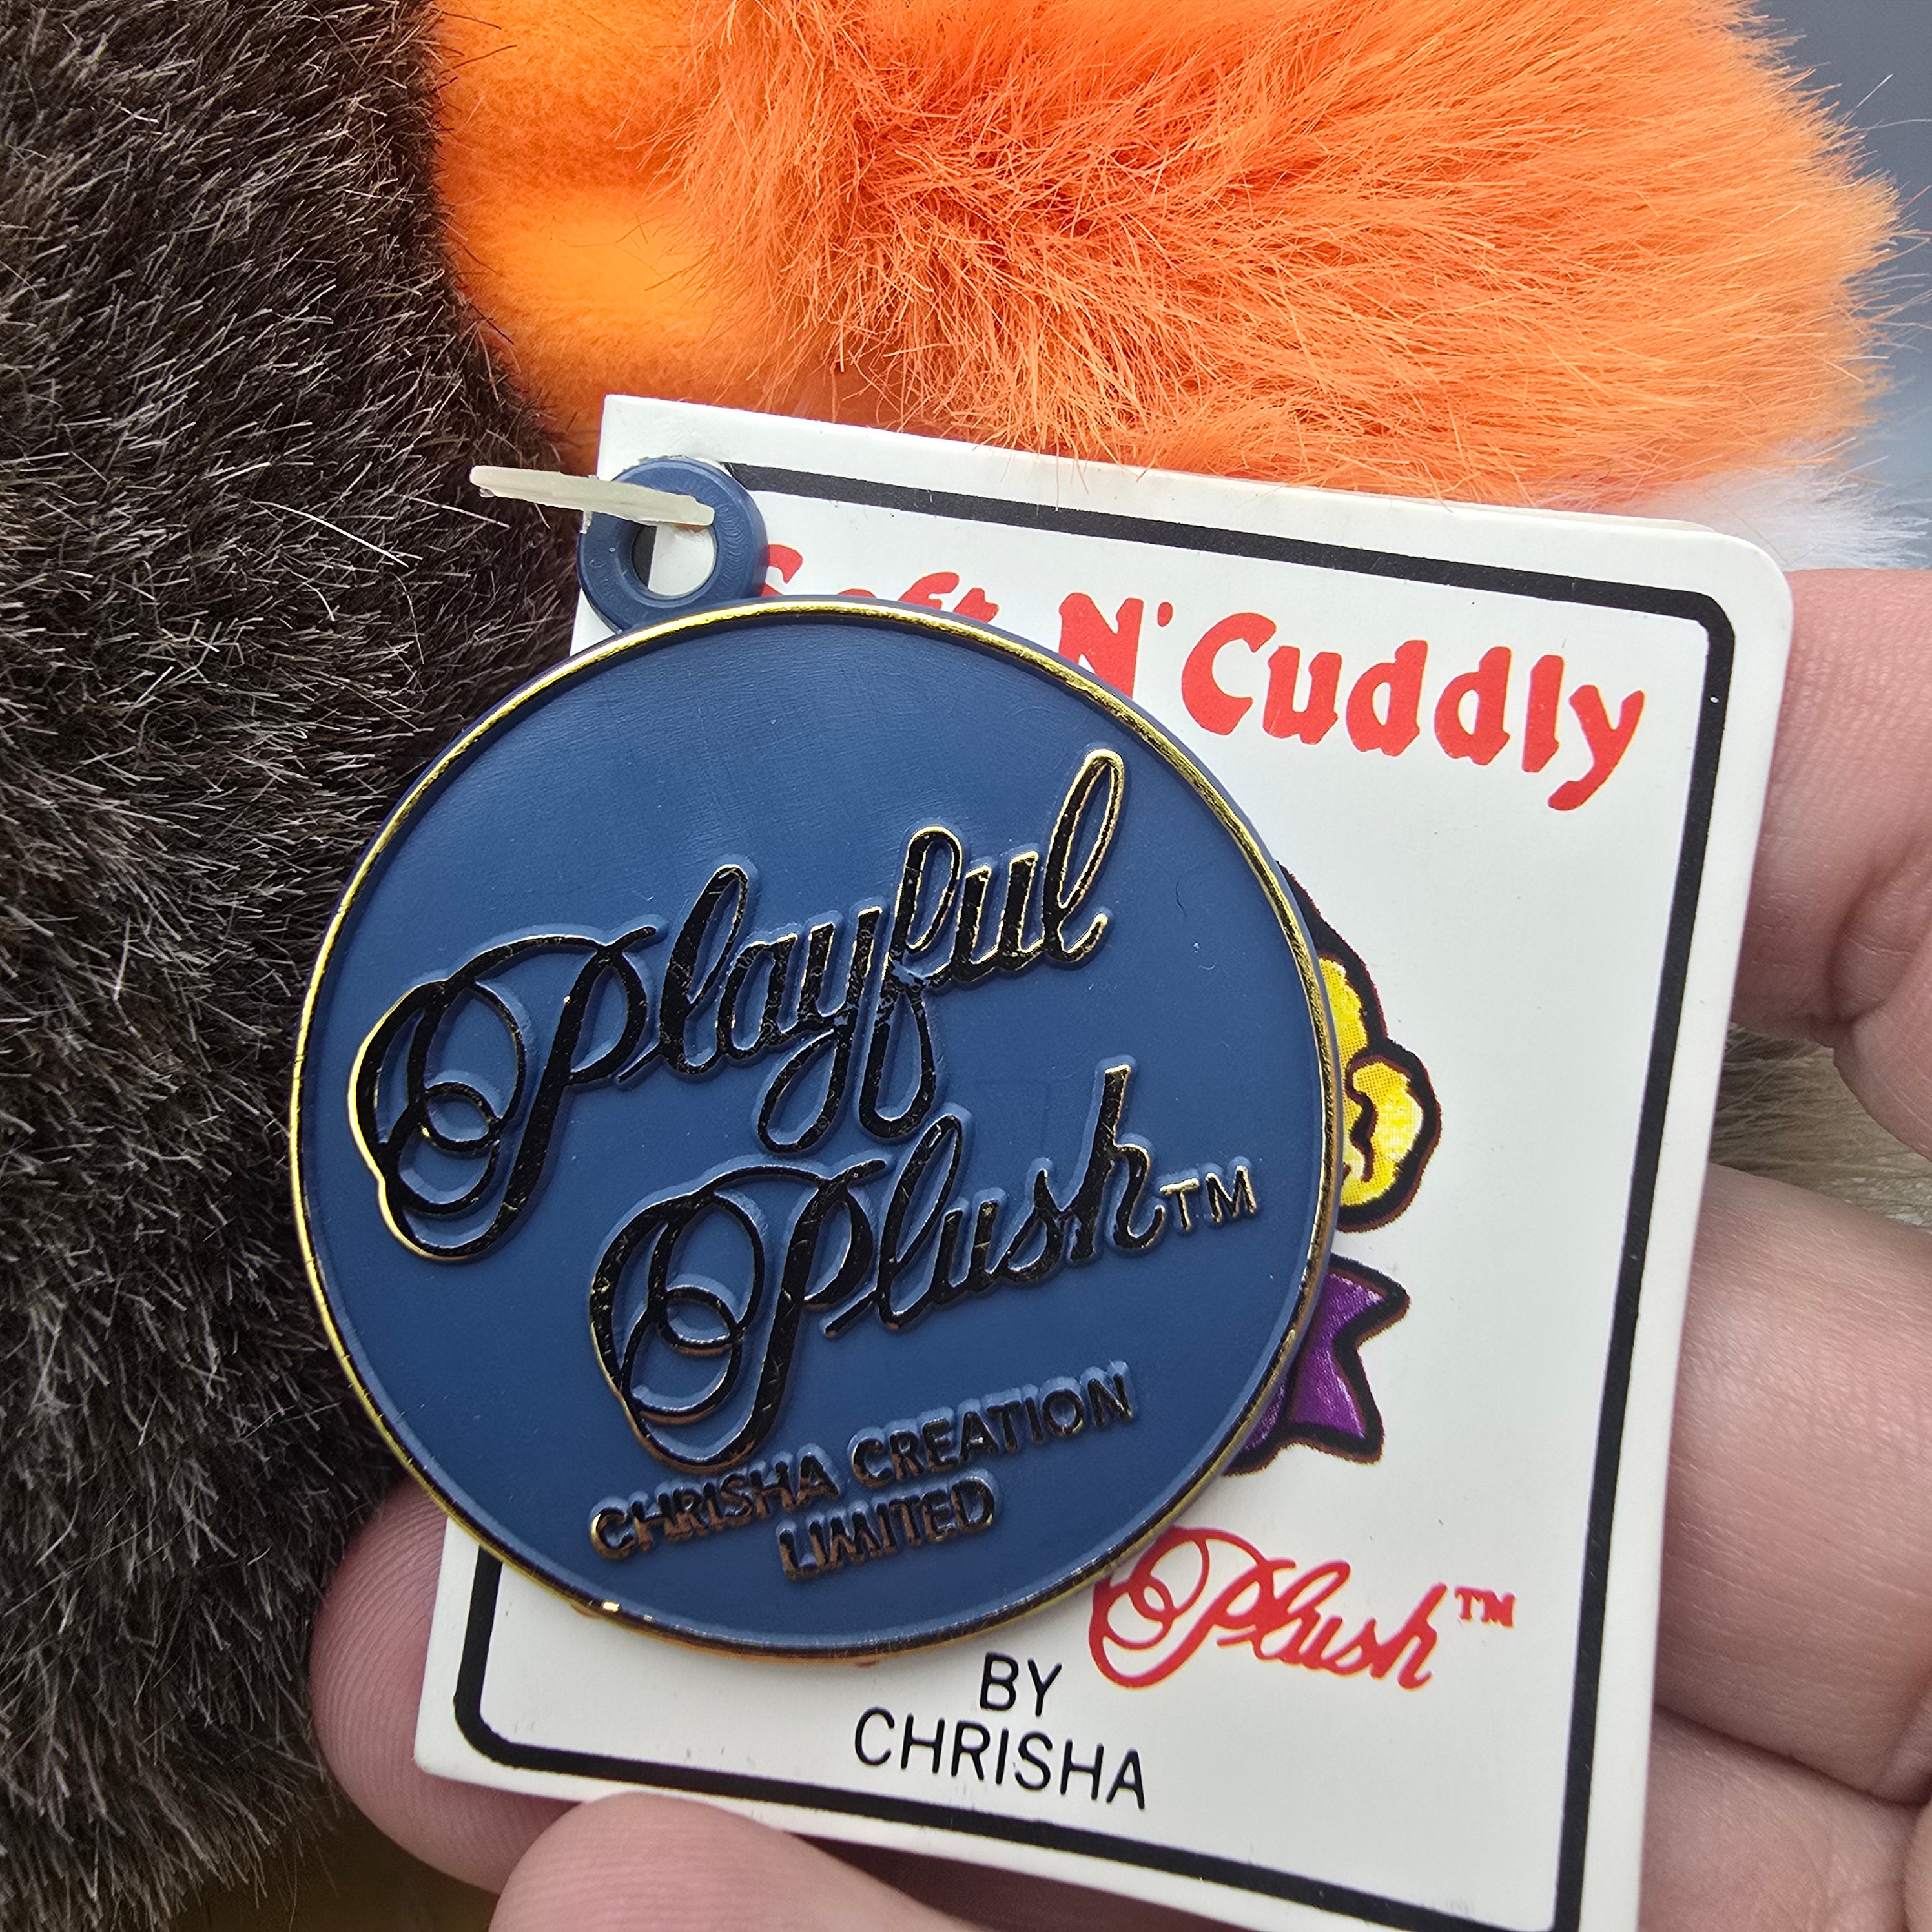 Soft N' Cuddly
Playful
Plush™
CHRISHA CREATION
LIMITED
Plush™
BY
CHRISHA